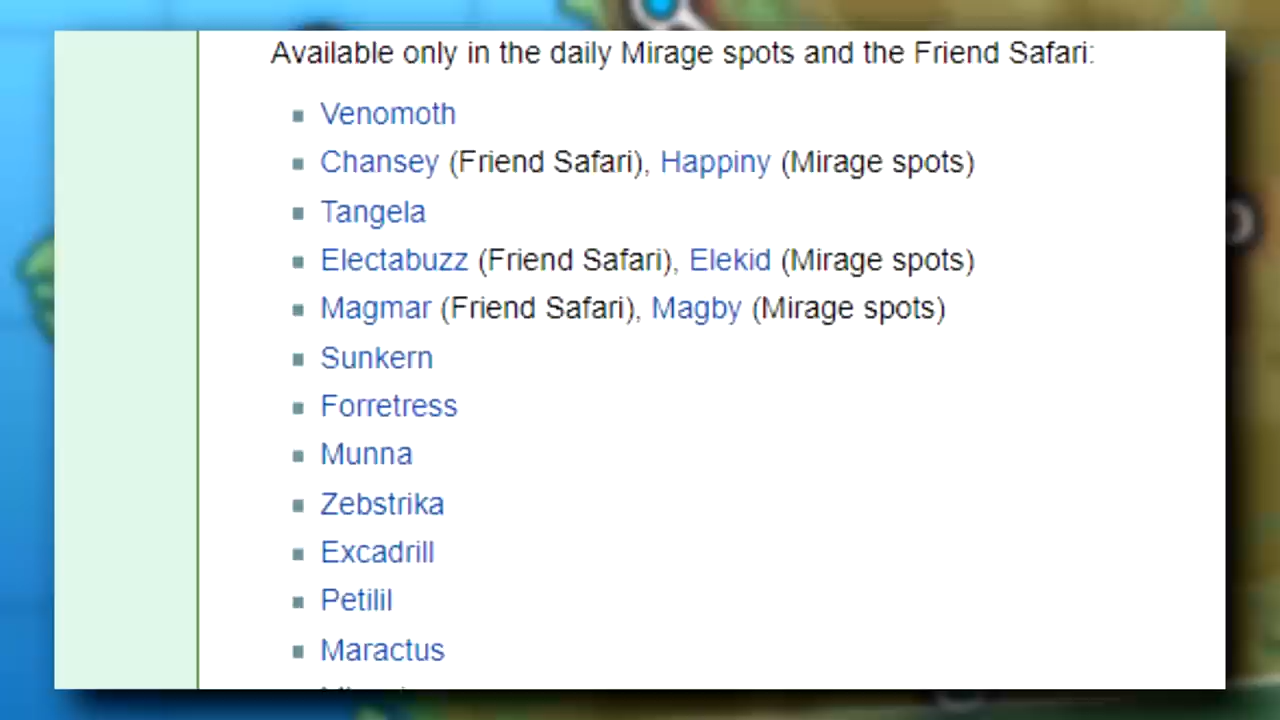 Available only in the daily Mirage spots and the Friend Safari:
Venomoth
Chansey (Friend Safari), Happiny (Mirage spots)
Tangela
Electabuzz (Friend Safari), Elekid (Mirage spots)
Magmar (Friend Safari), Magby (Mirage spots)
Sunkern
Forretress
Munna
Zebstrika
Excadrill
Petilil
Maractus